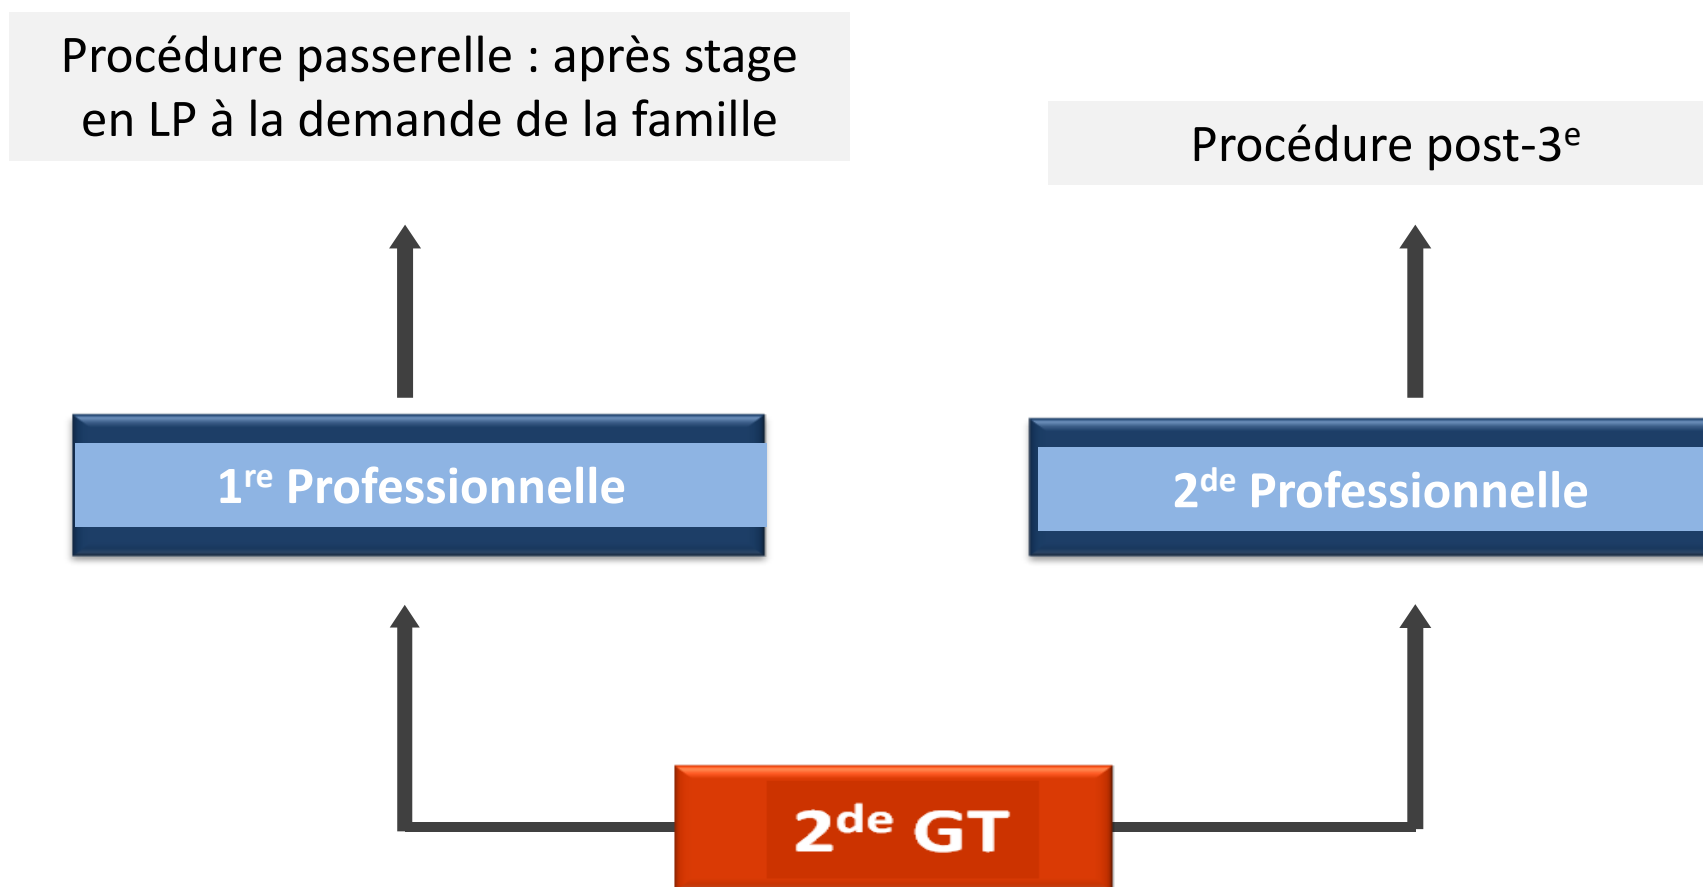 Procédure passerelle : après stage
en LP à la demande de la famille
Procédure post-3e
1re Professionnelle
2de Professionnelle
2de GT